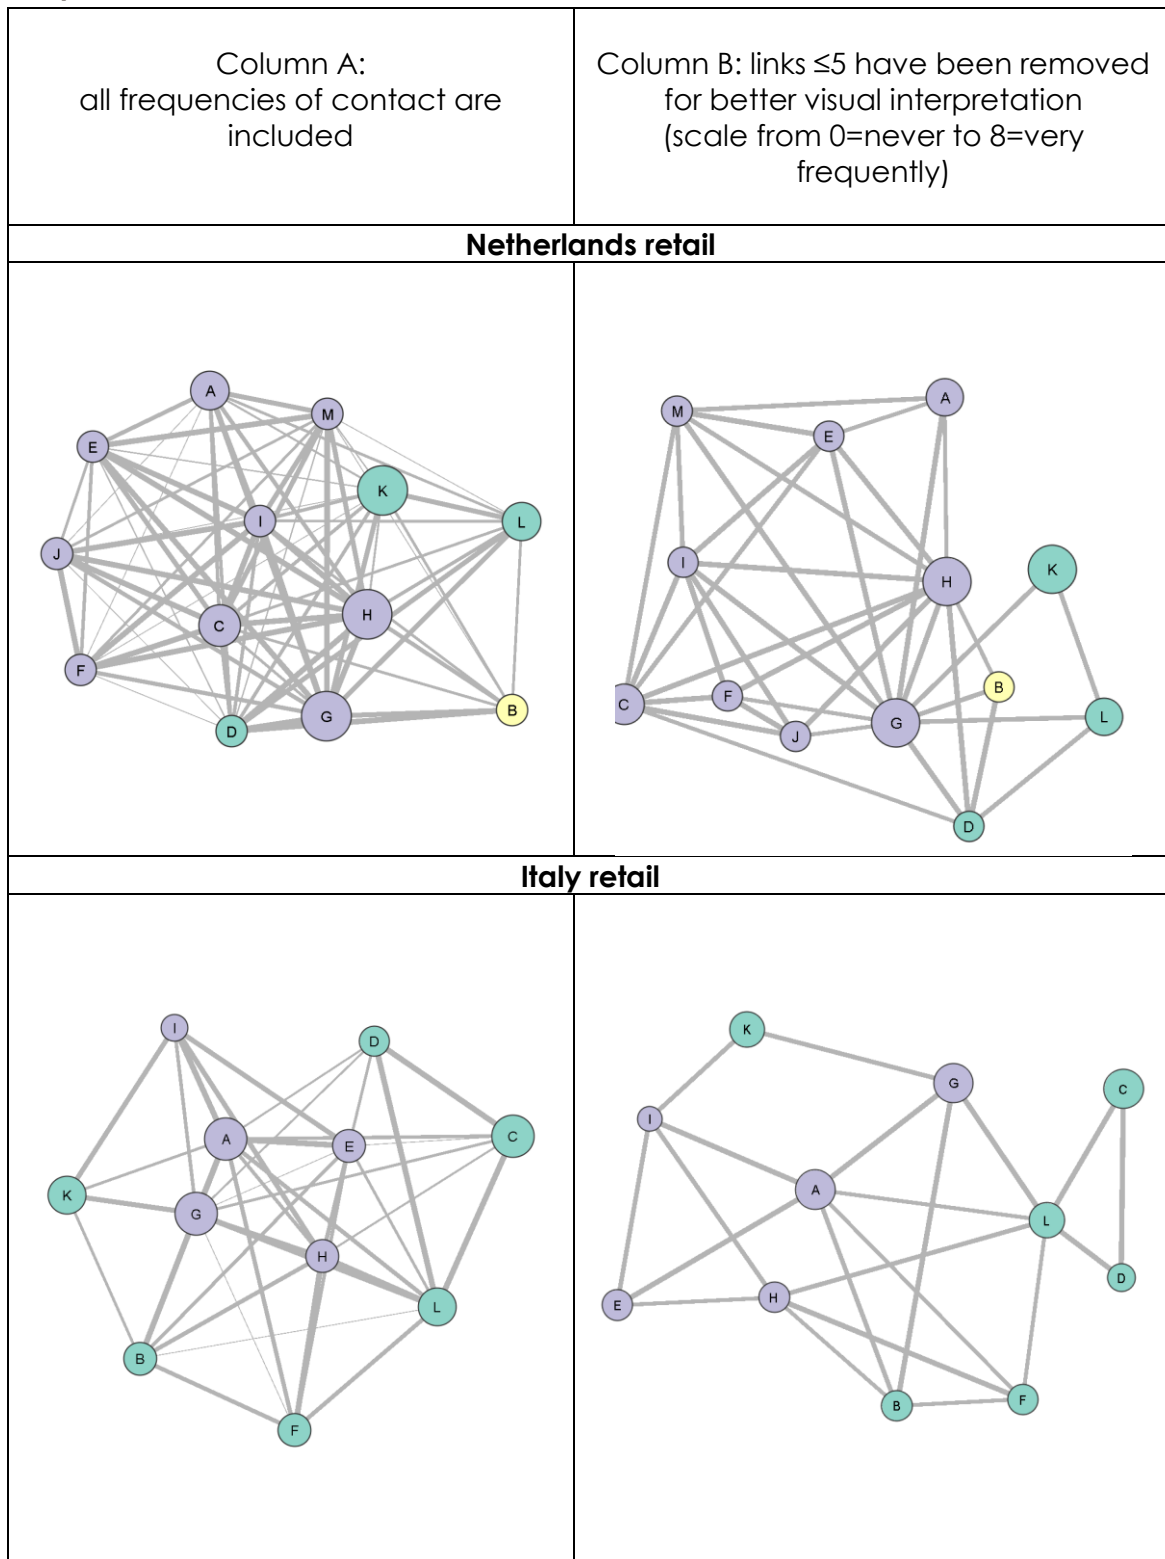 Column A:
all frequencies of contact are
included
Column B: links ≤5 have been removed
for better visual interpretation
(scale from 0=never to 8=very
frequently)
Netherlands retail
A
M
E
K
L
I
J
C
H
F
G
B
D
A
M
E
I
H
K
B
F
C
L
G
J
D
Italy retail
I
D
A
C
E
K
G
H
L
B
F
K
G
C
I
A
L
D
H
E
F
B